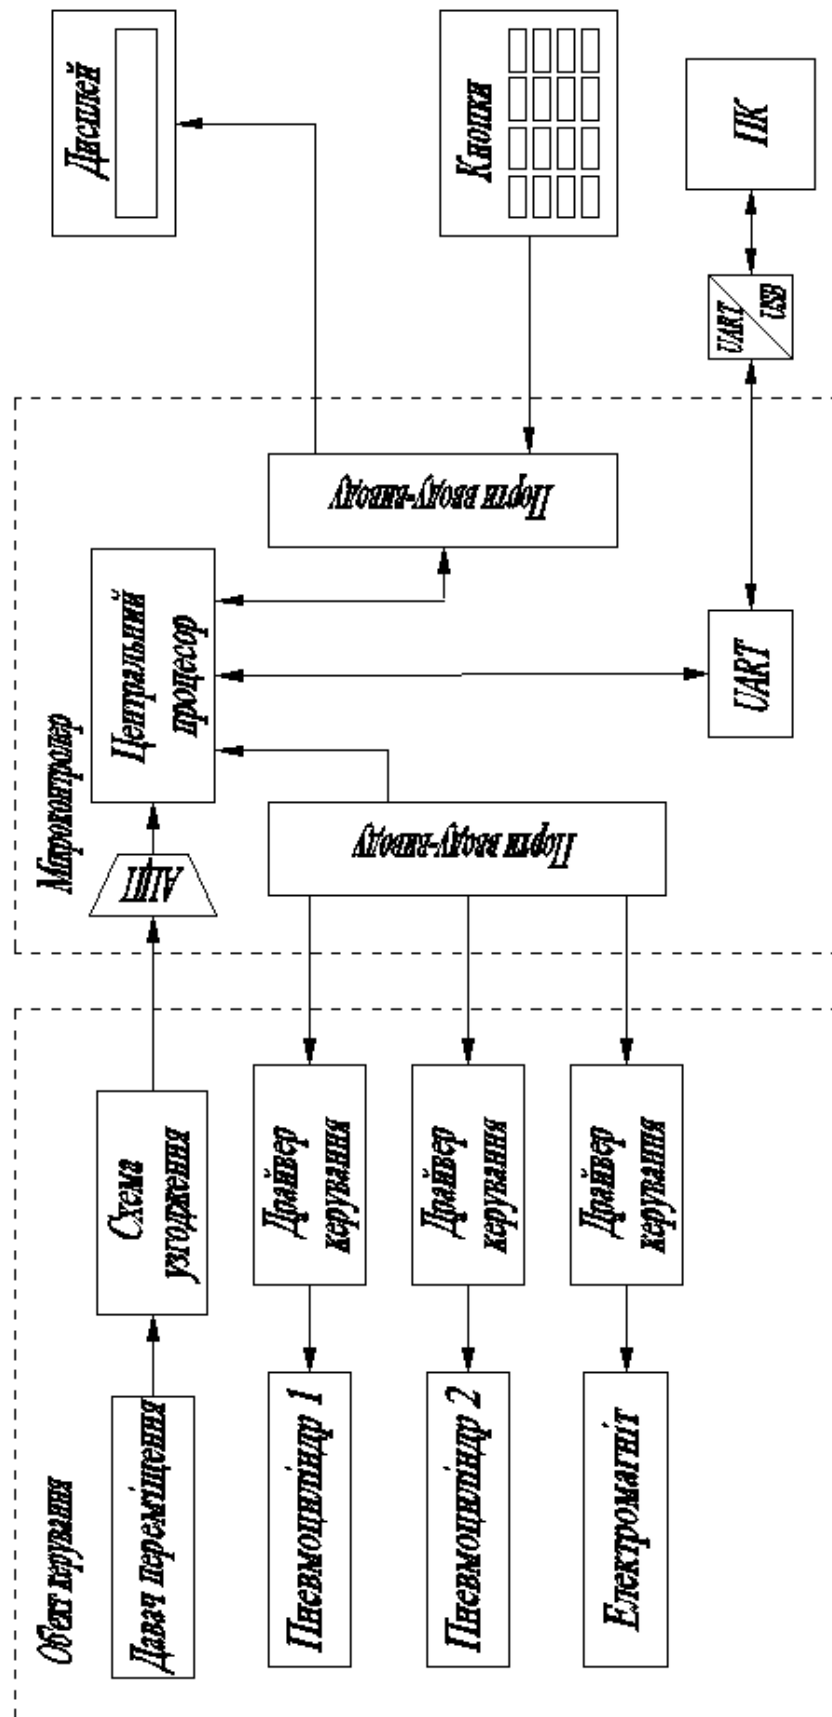 Об'єкт керування
Давач переміщення
Схема
узгодження
Пневмоциліндр 1
Драйвер
керування
Пневмоциліндр 2
Драйвер
керування
Електромагніт
Драйвер
керування
Мікроконтролер
АЦП
Центральний
процесор
Порти вводу-виводу
Порти вводу-виводу
UART
Дисплей
Кнопки
UART
USB
ПК